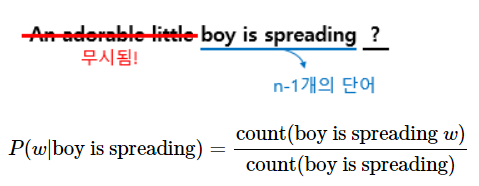 An adorable little boy is spreading ?
무시됨!
n-1개의 단어
P(w|boy is spreading) = count(boy is spreading w) / count(boy is spreading)